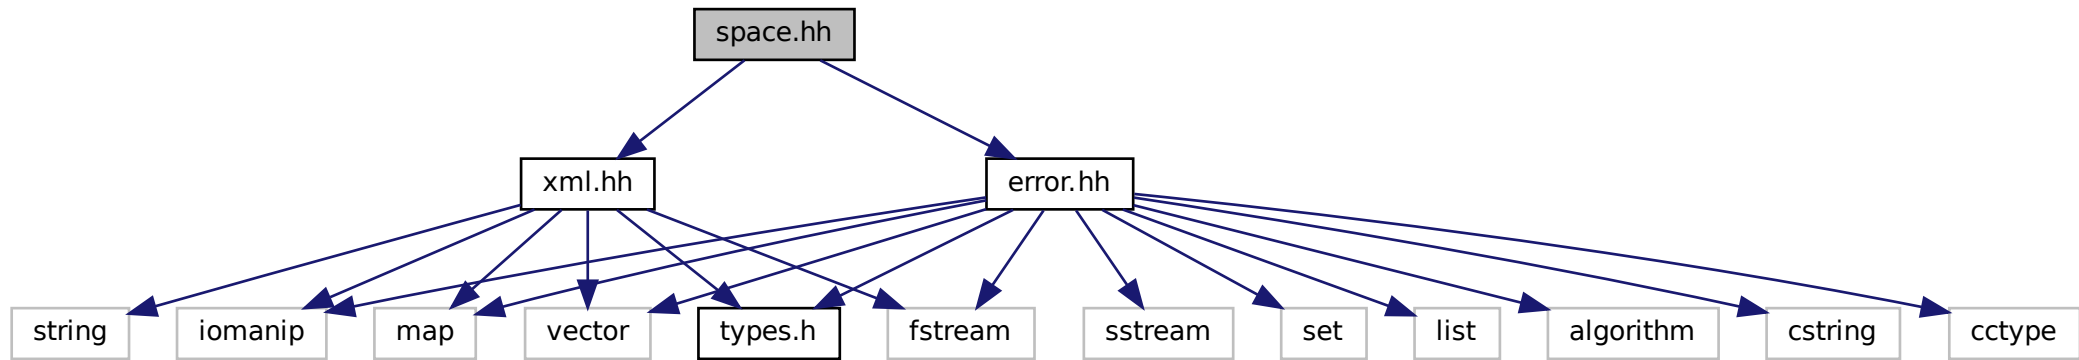 space.hh
xml.hh
error.hh
string
iomanip
map
vector
types.h
fstream
sstream
set
list
algorithm
cstring
cctype